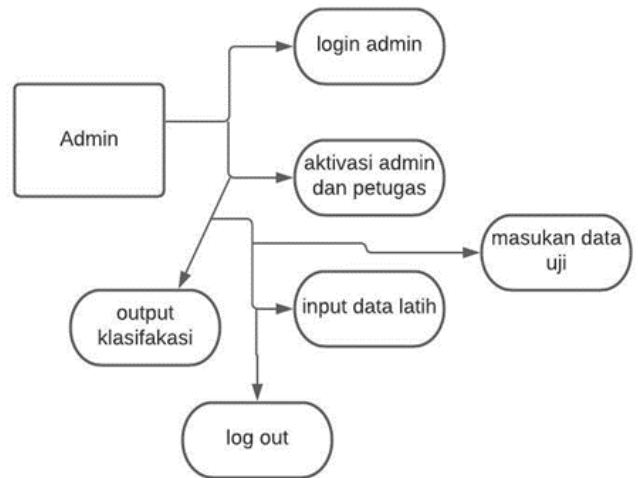 login admin
Admin
aktivasi admin
dan petugas
masukan data
uji
output
klasifakasi
input data latih
log out